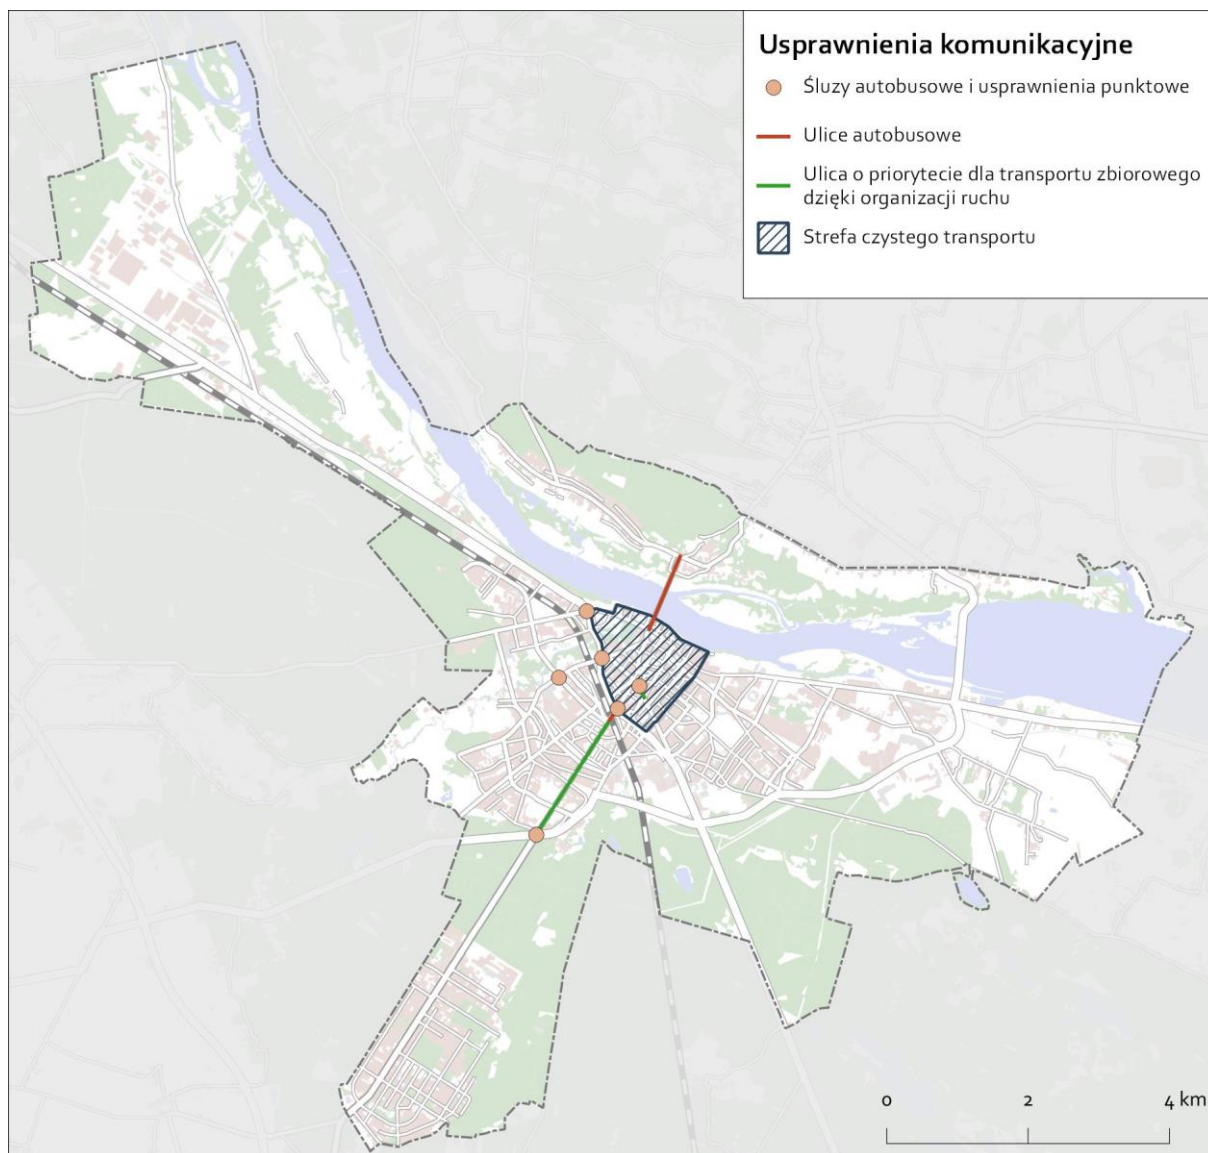 Usprawnienia komunikacyjne
Śluzy autobusowe i usprawnienia punktowe
Ulice autobusowe
Ulica o priorytecie dla transportu zbiorowego
dzięki organizacji ruchu
Strefa czystego transportu
0 2 4 km